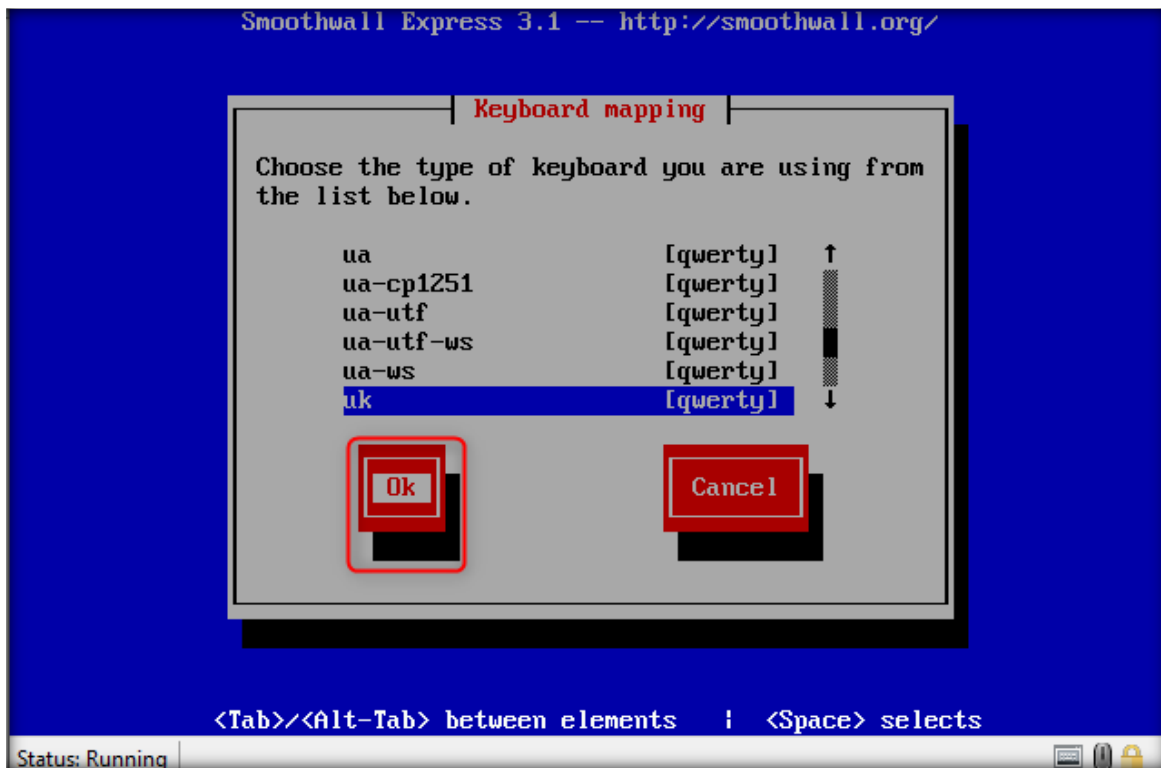 Smoothwall Express 3.1 -- http://smoothwall.org/
Keyboard mapping
Choose the type of keyboard you are using from
the list below.
ua [qwerty] ↑
ua-cp1251 [qwerty]
ua-utf [qwerty]
ua-utf-ws [qwerty]
ua-ws [qwerty]
uk [qwerty] ↓
Ok Cancel
<Tab>/<Alt-Tab> between elements | <Space> selects
Status: Running